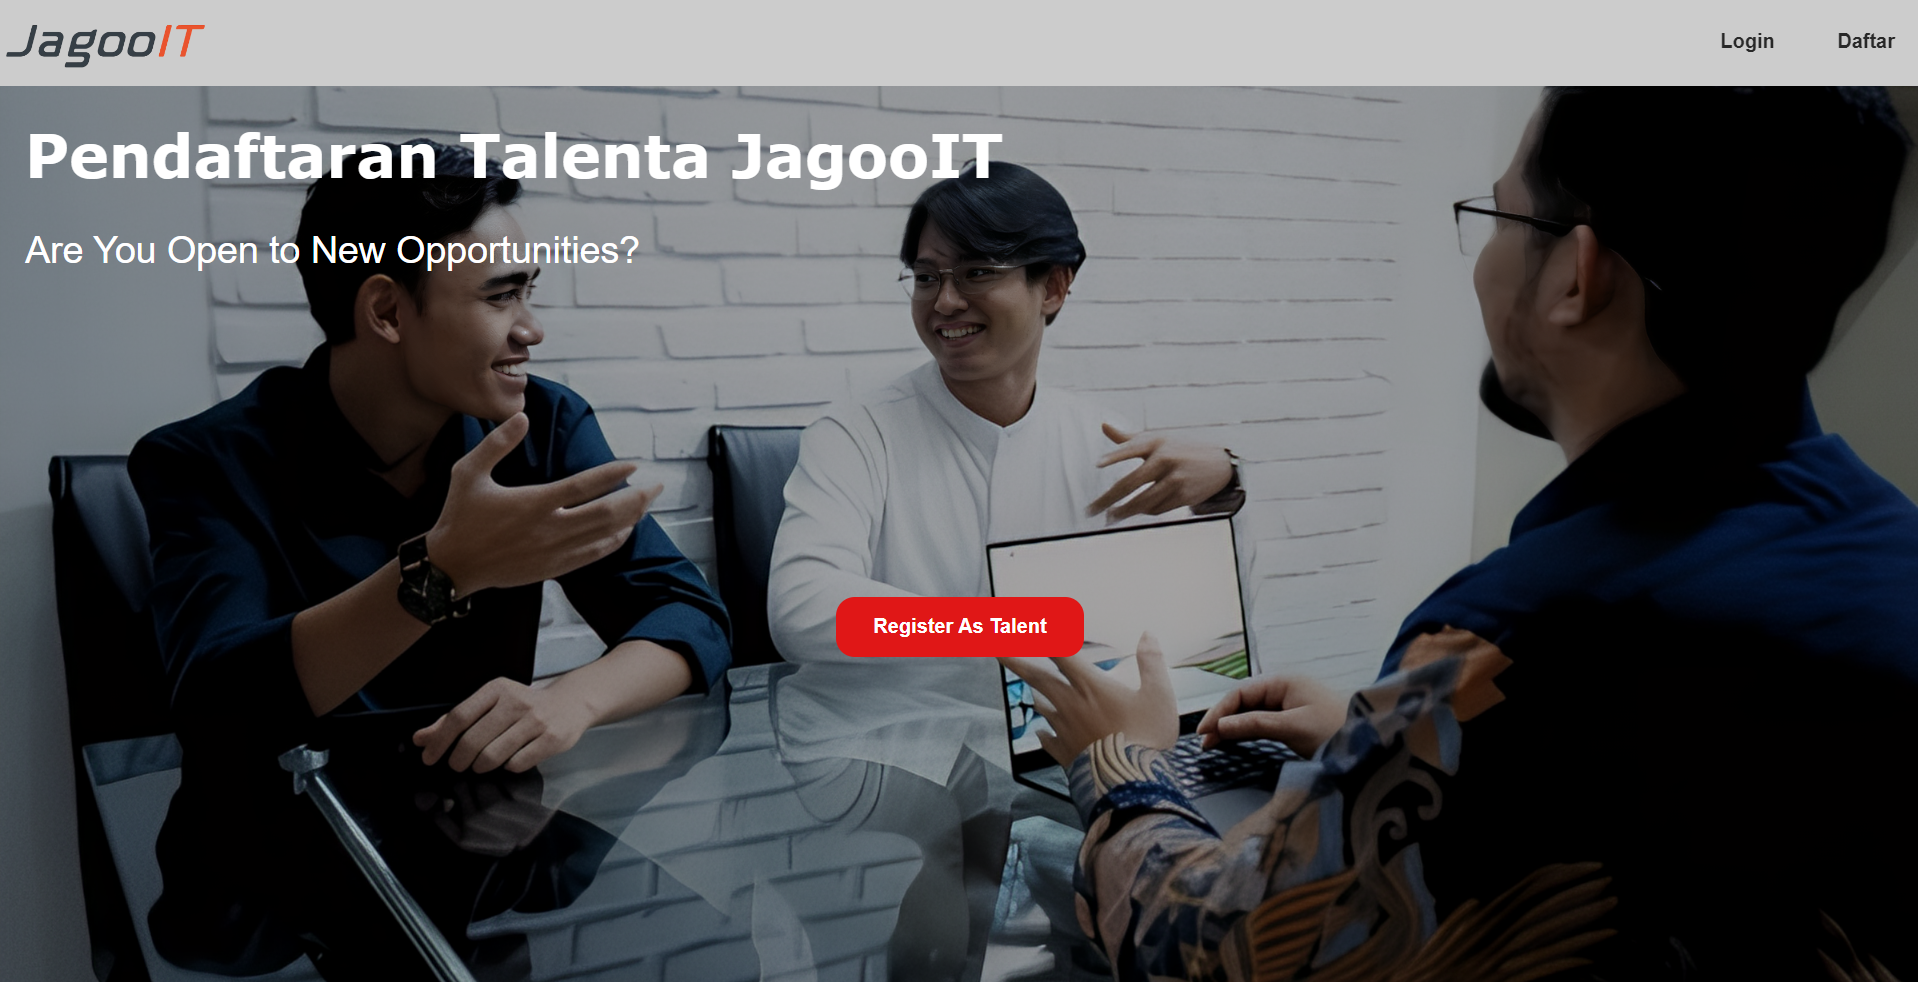 JagooIT
Login
Daftar
Pendaftaran Talenta JagooIT
Are You Open to New Opportunities?
Register As Talent